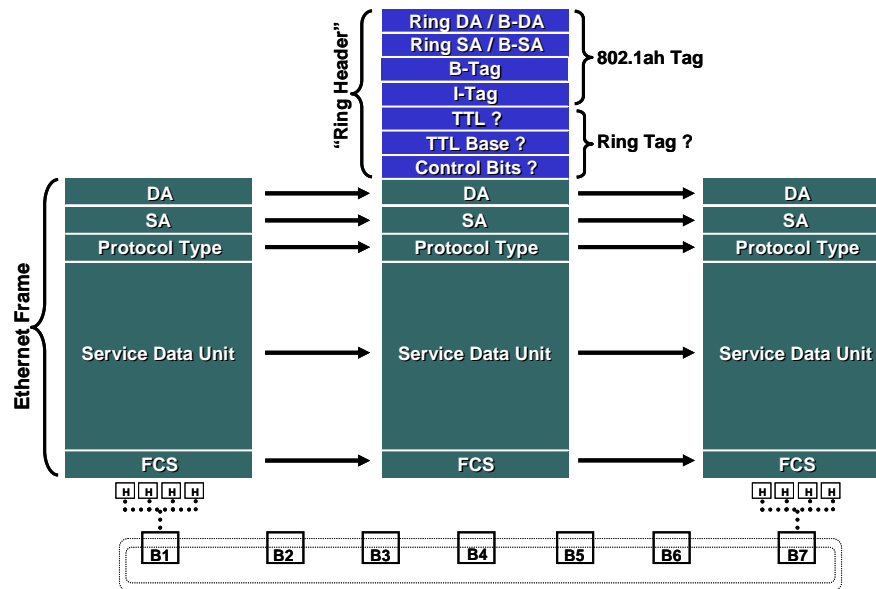 Ring DA / B-DA
Ring SA / B-SA
B-Tag
I-Tag
TTL ?
TTL Base ?
Control Bits ?
“Ring Header”
802.1ah Tag
Ring Tag ?
Ethernet Frame
DA
SA
Protocol Type
Service Data Unit
FCS
DA
SA
Protocol Type
Service Data Unit
FCS
DA
SA
Protocol Type
Service Data Unit
FCS
H H H H
H H H H
B1 B2 B3 B4 B5 B6 B7